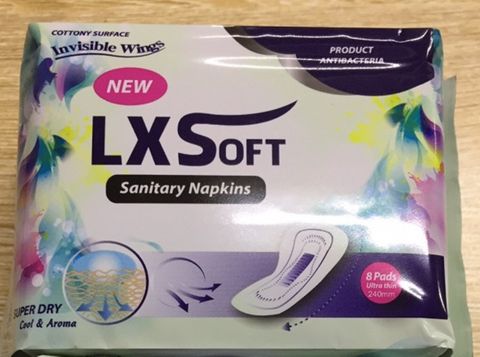 COTTONY SURFACE
Invisible Wings
PRODUCT
ANTIBACTERIA
NEW
LXSOFT
Sanitary Napkins
8 Pads
Ultra thin
240mm
SUPER DRY
Cool & Aroma